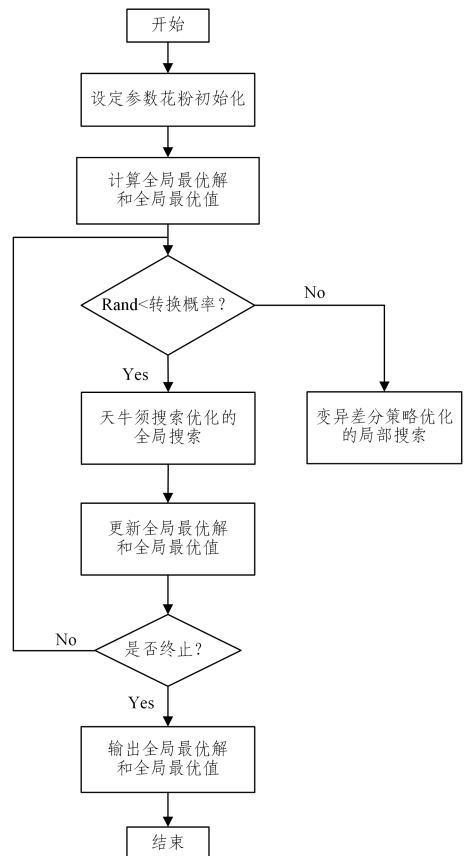 开始
设定参数花粉初始化
计算全局最优解
和全局最优值
Rand<转换概率？
No
Yes
天牛须搜索优化的
全局搜索
变异差分策略优化
的局部搜索
更新全局最优解
和全局最优值
No
是否终止？
Yes
输出全局最优解
和全局最优值
结束